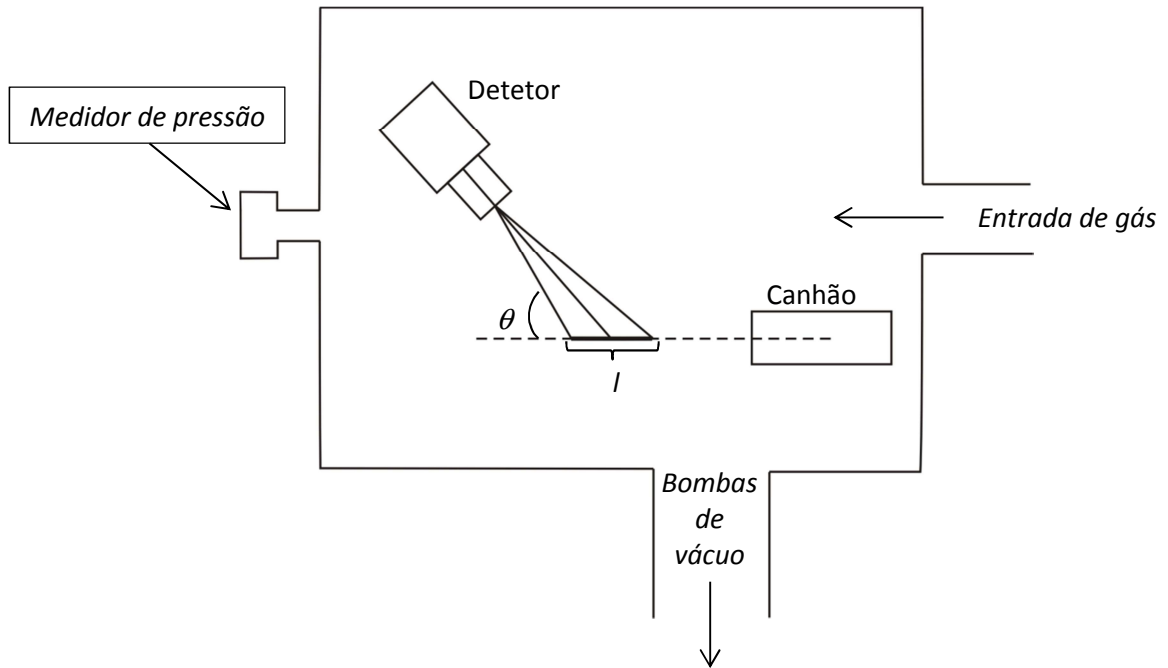 Detetor
Medidor de pressão
Entrada de gás
Canhão
θ
l
Bombas
de
vácuo